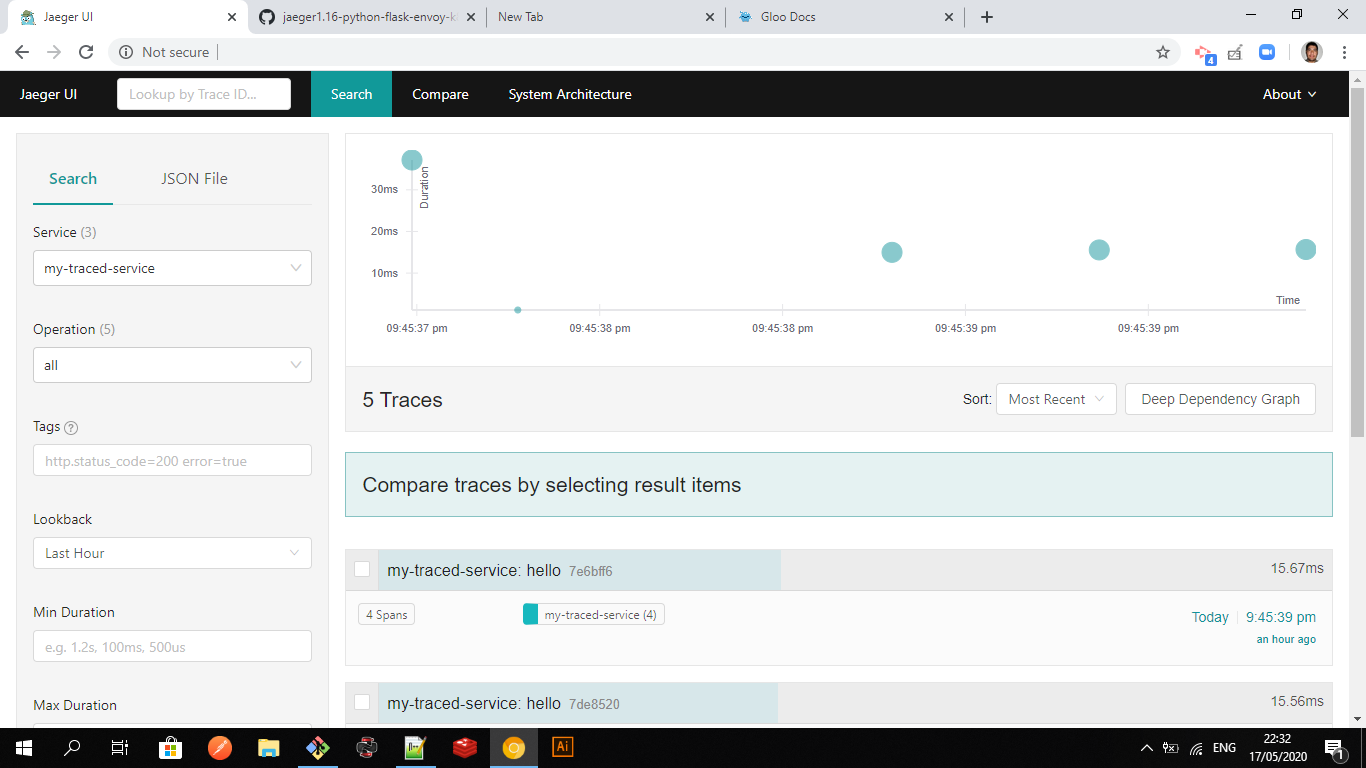 Jaeger UI
jaeger1.16-python-flask-envoy-k
New Tab
Gloo Docs
Not secure
4
Jaeger UI
Lookup by Trace ID...
Search
Compare
System Architecture
About
Search
JSON File
Service (3)
my-traced-service
Operation (5)
all
Tags ?
http.status_code=200 error=true
Lookback
Last Hour
Min Duration
e.g. 1.2s, 100ms, 500us
Max Duration
Duration
30ms
20ms
10ms
Time
09:45:37 pm
09:45:38 pm
09:45:38 pm
09:45:39 pm
09:45:39 pm
5 Traces
Sort:
Most Recent
Deep Dependency Graph
Compare traces by selecting result items
my-traced-service: hello 7e6bff6
15.67ms
4 Spans
my-traced-service (4)
Today
9:45:39 pm
an hour ago
my-traced-service: hello 7de8520
15.56ms
Ai
ENG
22:32
17/05/2020
1